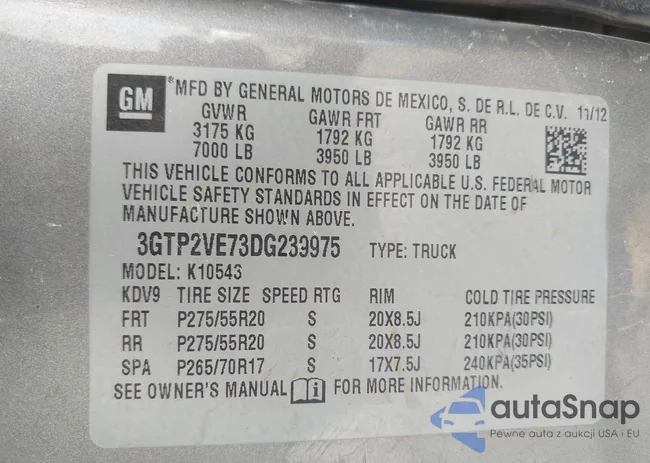 GM
®MFD BY GENERAL MOTORS DE MEXICO, S. DE R.L. DE C.V. 11/12
GVWR GAWR FRT GAWR RR
3175 KG 1792 KG 1792 KG
7000 LB 3950 LB 3950 LB
THIS VEHICLE CONFORMS TO ALL APPLICABLE U.S. FEDERAL MOTOR
VEHICLE SAFETY STANDARDS IN EFFECT ON THE DATE OF
MANUFACTURE SHOWN ABOVE.
3GTP2VE73DG239975 TYPE: TRUCK
MODEL: K10543
KDV9 TIRE SIZE SPEED RTG RIM COLD TIRE PRESSURE
FRT P275/55R20 S 20X8.5J 210KPA(30PSI)
RR P275/55R20 S 20X8.5J 210KPA(30PSI)
SPA P265/70R17 S 17X7.5J 240KPA(35PSI)
SEE OWNER'S MANUAL i FOR MORE INFORMATION.
autaSnap
Pewne auta z aukcji USA i EU